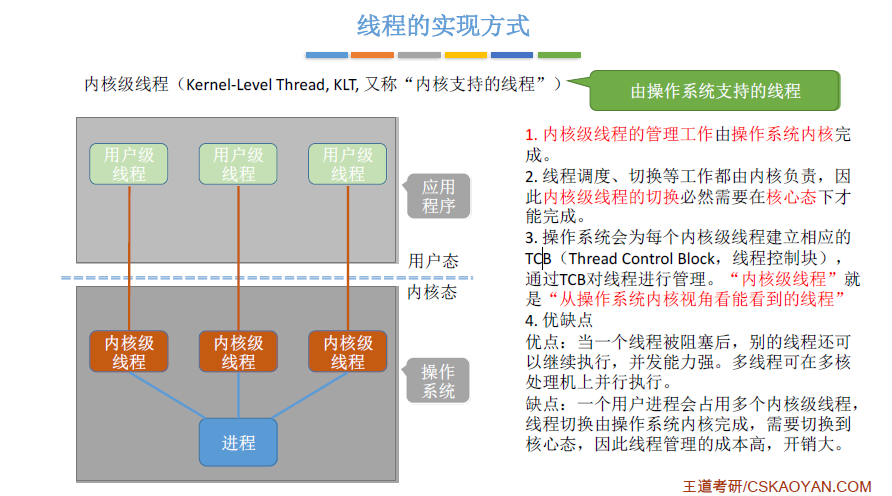 线程的实现方式
内核级线程（Kernel-Level Thread, KLT, 又称“内核支持的线程”）
由操作系统支持的线程
用户级
线程
用户级
线程
用户级
线程
应用
程序
用户态
内核态
内核级
线程
内核级
线程
内核级
线程
操作
系统
进程
1. 内核级线程的管理工作由操作系统内核完
成。
2. 线程调度、切换等工作都由内核负责，因
此内核级线程的切换必然需要在核心态下才
能完成。
3. 操作系统会为每个内核级线程建立相应的
TCB（Thread Control Block，线程控制块），
通过TCB对线程进行管理。“内核级线程”就
是“从操作系统内核视角看能看到的线程”
4. 优缺点
优点：当一个线程被阻塞后，别的线程还可
以继续执行，并发能力强。多线程可在多核
处理机上并行执行。
缺点：一个用户进程会占用多个内核级线程，
线程切换由操作系统内核完成，需要切换到
核心态，因此线程管理的成本高，开销大。
王道考研/CSKAOYAN.COM